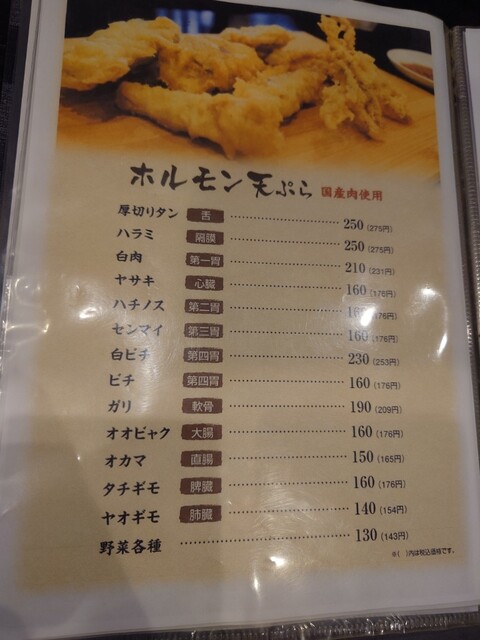 ホルモン天ぷら 国産肉使用
厚切りタン 舌 250(275円)
ハラミ 隔膜 250(275円)
白肉 第一胃 210(231円)
ヤサキ 心臓 160(176円)
ハチノス 第二胃 160(176円)
センマイ 第三胃 160(176円)
白ビチ 第四胃 230(253円)
ビチ 第四胃 160(176円)
ガリ 軟骨 190(209円)
オオビャク 大腸 160(176円)
オカマ 直腸 150(165円)
タチギモ 脾臓 160(176円)
ヤオギモ 肺臓 140(154円)
野菜各種 130(143円)
※( )内は税込価格です。